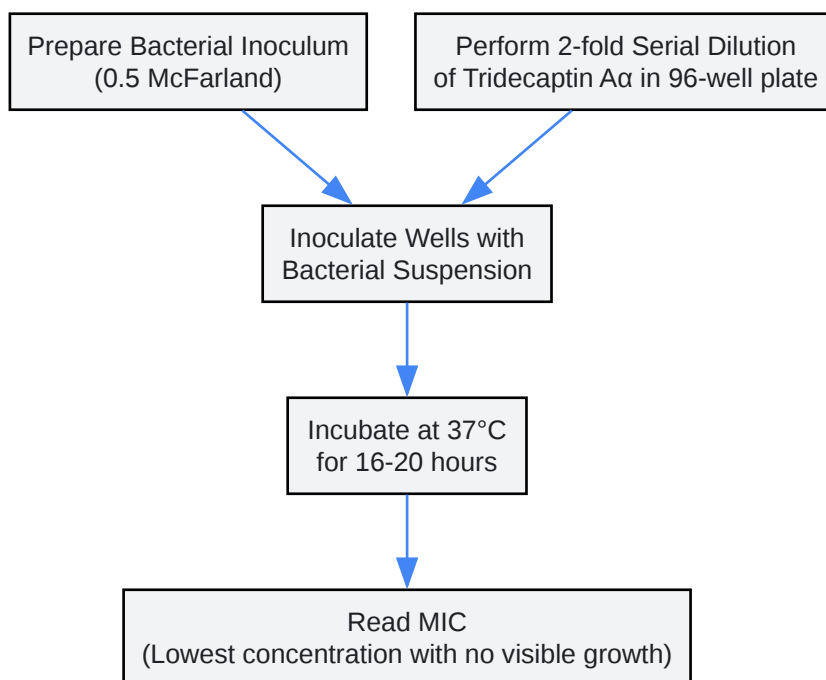 Prepare Bacterial Inoculum
(0.5 McFarland)
Perform 2-fold Serial Dilution
of Tridecaptin Aα in 96-well plate
Inoculate Wells with
Bacterial Suspension
Incubate at 37°C
for 16-20 hours
Read MIC
(Lowest concentration with no visible growth)